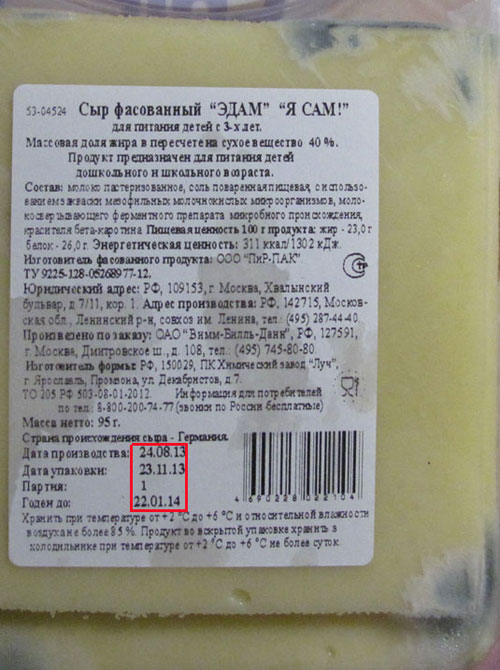 53-04524 Сыр фасованный "ЭДАМ" "Я САМ!"
для питания детей с 3-х лет.
Массовая доля жира в пересчете на сухое вещество 40%.
Продукт предназначен для питания детей
дошкольного и школьного возраста.
Состав: молоко пастеризованное, соль поваренная пищевая, с использо-
ванием закваски мезофильных молочнокислых микроорганизмов, моло-
косвертывающего ферментного препарата микробного происхождения,
красителя бета-каротина Пищевая ценность 100 г продукта: жир - 23,0 г
белок - 26,0 г. Энергетическая ценность: 311 ккал/1302 кДж.
Изготовитель фасованного продукта: ООО "ПиР-ПАК"
ТУ 9225-128-05268977-12.
Юридический адрес: РФ, 109153, г. Москва, Хвалынский
бульвар, д 7/11, кор. 1. Адрес производства: РФ, 142715, Москов-
ская обл., Ленинский р-н, совхоз им. Ленина, тел.: (495) 287-44-40.
Произведено по заказу: ОАО "Вимм-Билль-Данн", РФ, 127591,
г. Москва, Дмитровское ш., д. 108, тел.: (495) 745-80-80.
Изготовитель формы: РФ, 150029, ПК Химический завод "Луч",
г. Ярославль, Промзона, ул. Декабристов, д.7.
ТО 205 РФ 503-08-01-2012. Информация для потребителей
по тел.: 8-800-200-74-77 (звонки по России бесплатные)
Масса нетто: 95 г.
Страна происхождения сыра - Германия.
Дата производства: 24.08.13
Дата упаковки: 23.11.13
Партия: 1
Годен до: 22.01.14
4 690228 022104
Хранить при температуре от +2 °С до +6 °С и относительной влажности
воздуха не более 85 %. Продукт во вскрытой упаковке хранить в
холодильнике при температуре от +2 °С до +6 °С не более суток.